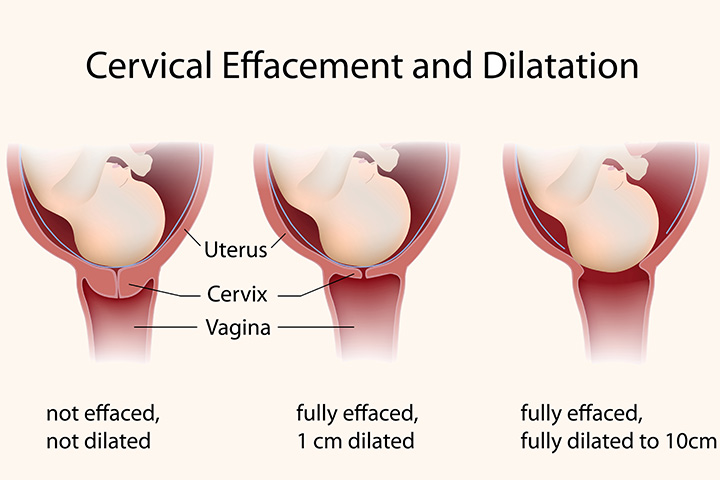 Cervical Effacement and Dilatation
Uterus
Cervix
Vagina
not effaced,
not dilated
fully effaced,
1 cm dilated
fully effaced,
fully dilated to 10cm